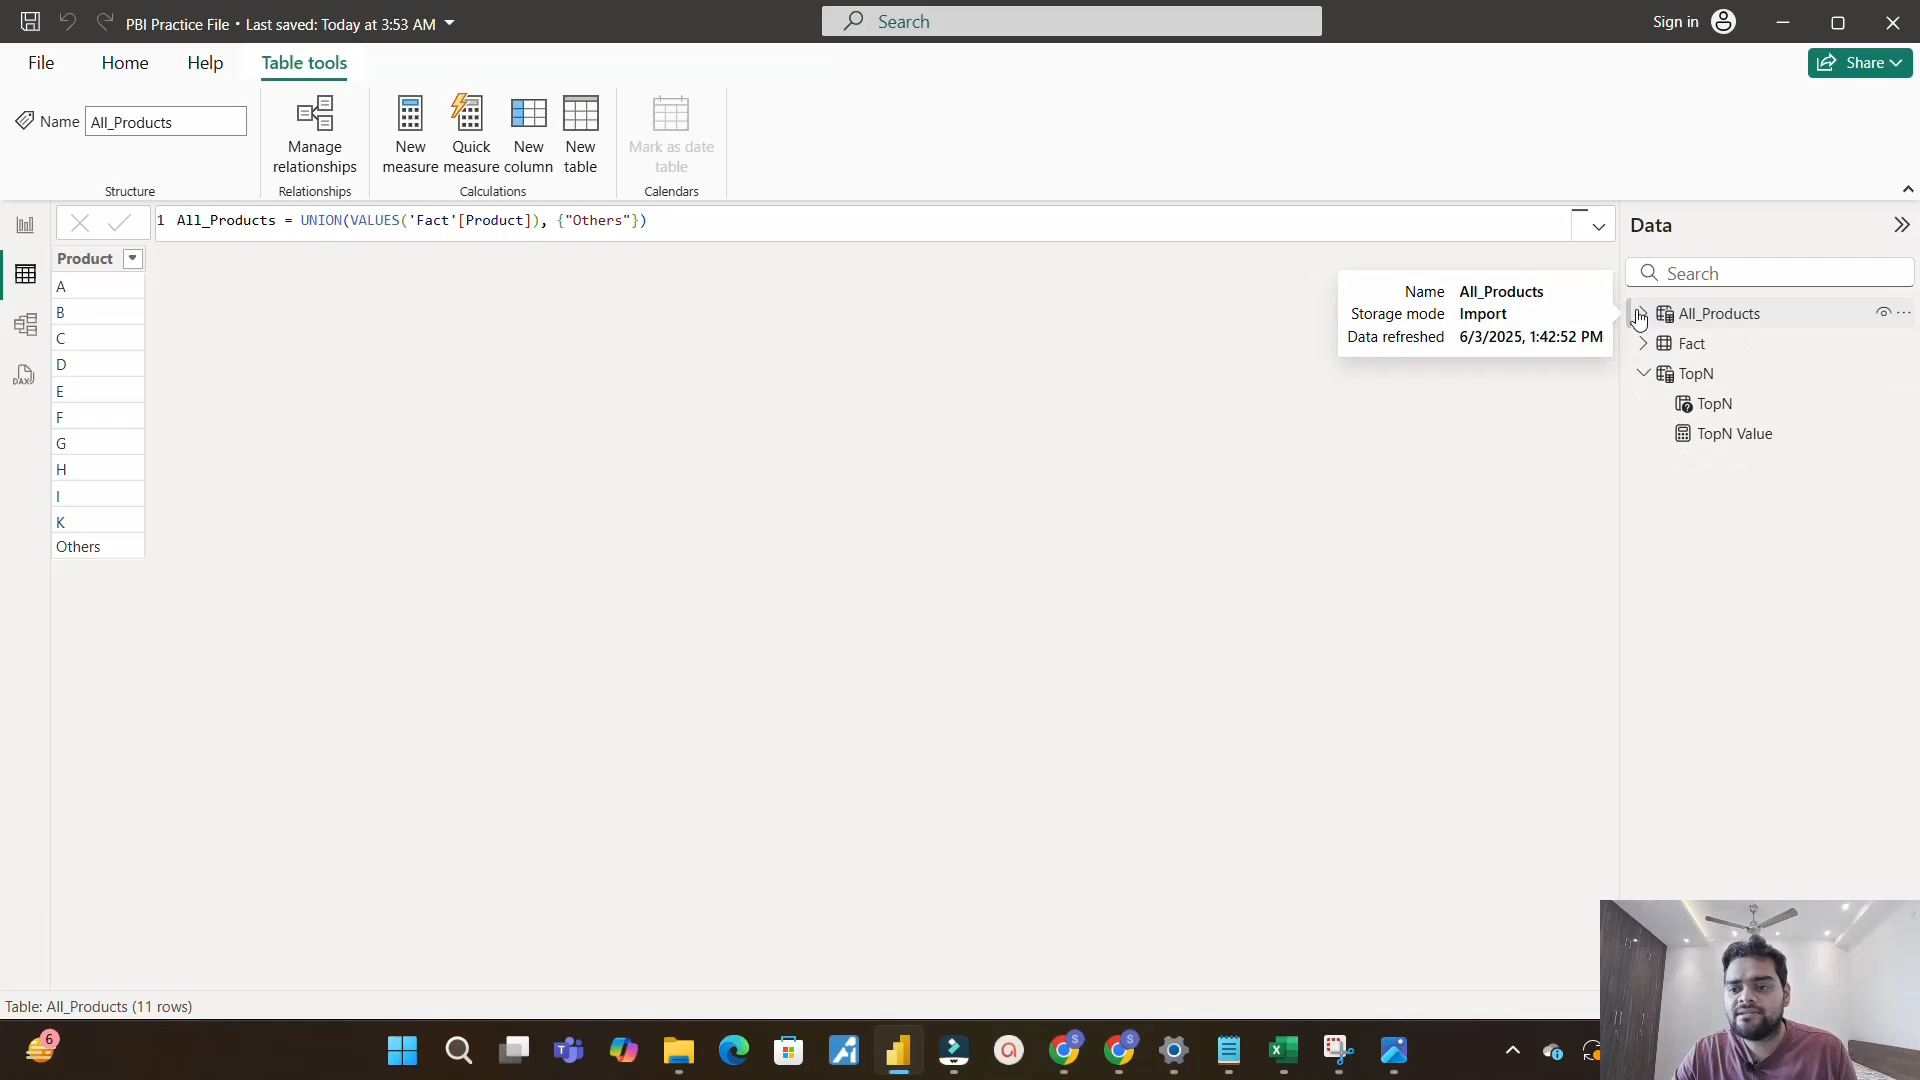 PBI Practice File • Last saved: Today at 3:53 AM
Search
Sign in
File
Home
Help
Table tools
Share
Name
All_Products
Manage
relationships
New
measure
Quick
measure
New
column
New
table
Mark as date
table
Structure
Relationships
Calculations
Calendars
1 All_Products = UNION(VALUES('Fact'[Product]), {"Others"})
Data
Product
A
B
C
D
E
F
G
H
I
K
Others
Name All_Products
Storage mode Import
Data refreshed 6/3/2025, 1:42:52 PM
Search
All_Products
Fact
TopN
TopN
TopN Value
Table: All_Products (11 rows)
6
DAX
S
S